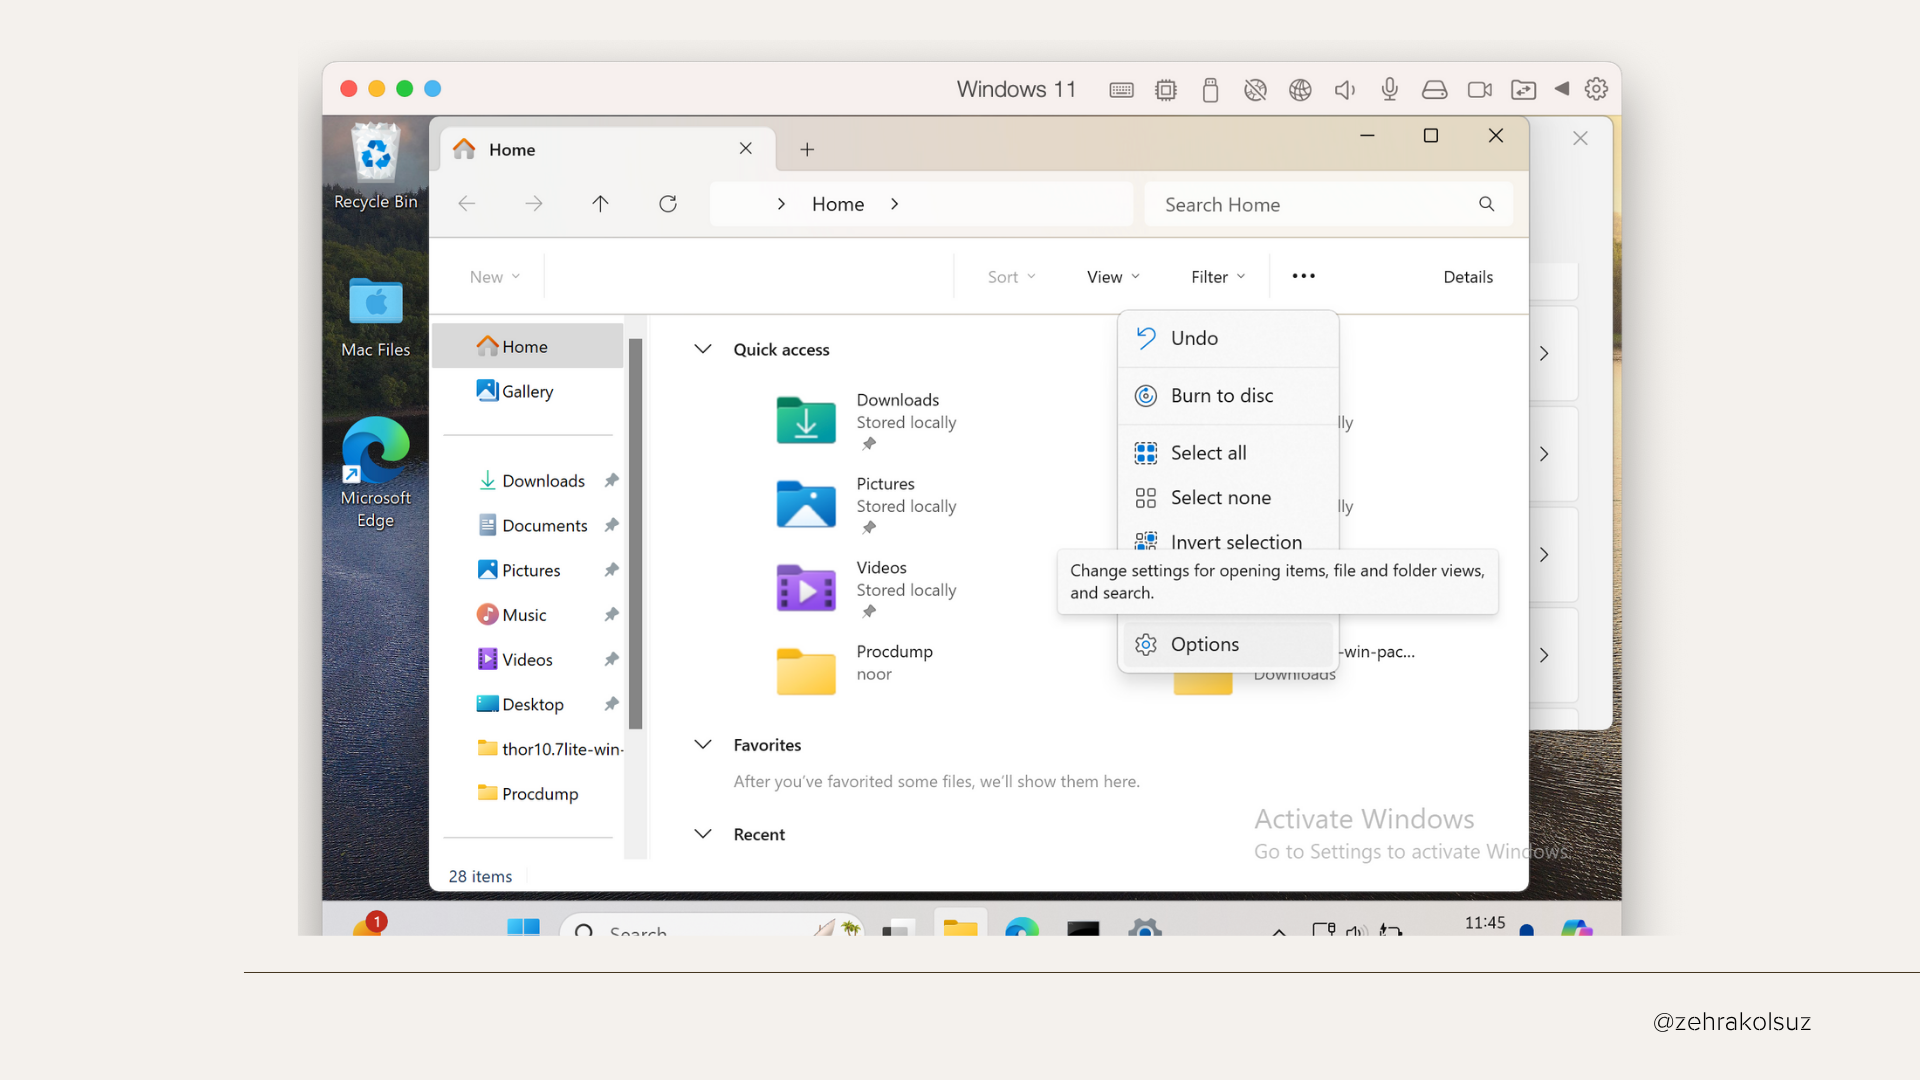 Windows 11
Recycle Bin
Mac Files
Microsoft
Edge
Home
Home
Search Home
New
Sort
View
Filter
Details
Home
Gallery
Downloads
Documents
Pictures
Music
Videos
Desktop
thor10.7lite-win-
Procdump
28 items
Quick access
Downloads
Stored locally
Pictures
Stored locally
Videos
Stored locally
Procdump
noor
lly
lly
-win-pac...
Downloads
Undo
Burn to disc
Select all
Select none
Invert selection
Change settings for opening items, file and folder views,
and search.
Options
Favorites
After you've favorited some files, we'll show them here.
Recent
Activate Windows
Go to Settings to activate Windows.
1
Search
11:45
@zehrakolsuz